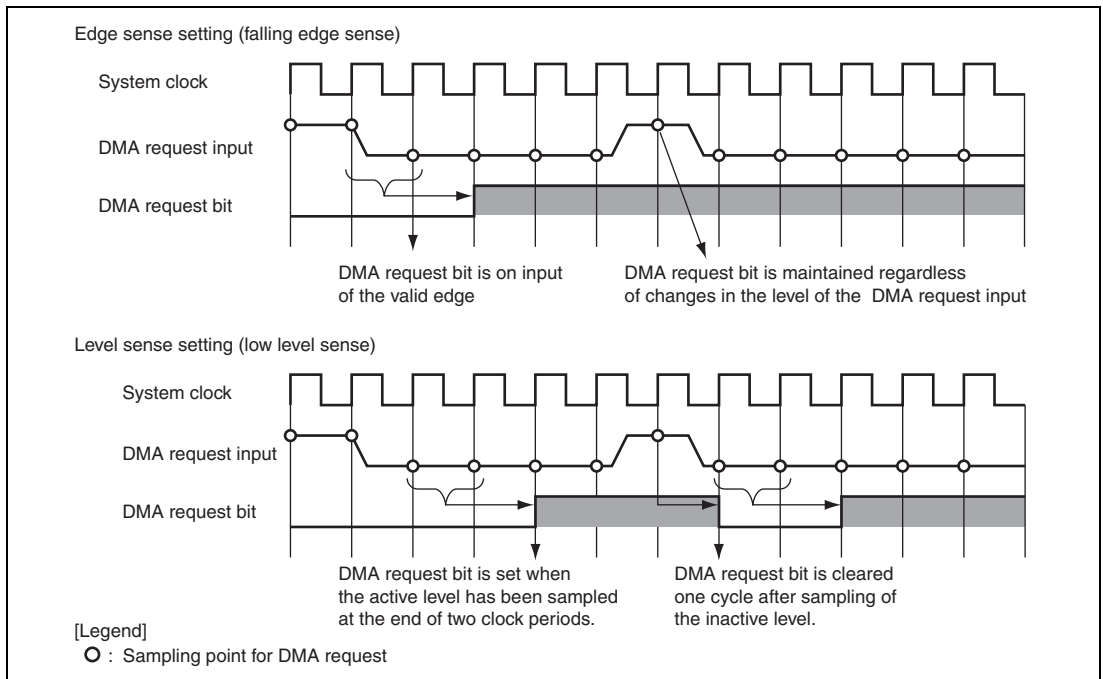 Edge sense setting (falling edge sense)
System clock
DMA request input
DMA request bit
DMA request bit is on input
of the valid edge
DMA request bit is maintained regardless
of changes in the level of the DMA request input
Level sense setting (low level sense)
System clock
DMA request input
DMA request bit
DMA request bit is set when
the active level has been sampled
at the end of two clock periods.
DMA request bit is cleared
one cycle after sampling of
the inactive level.
[Legend]
: Sampling point for DMA request